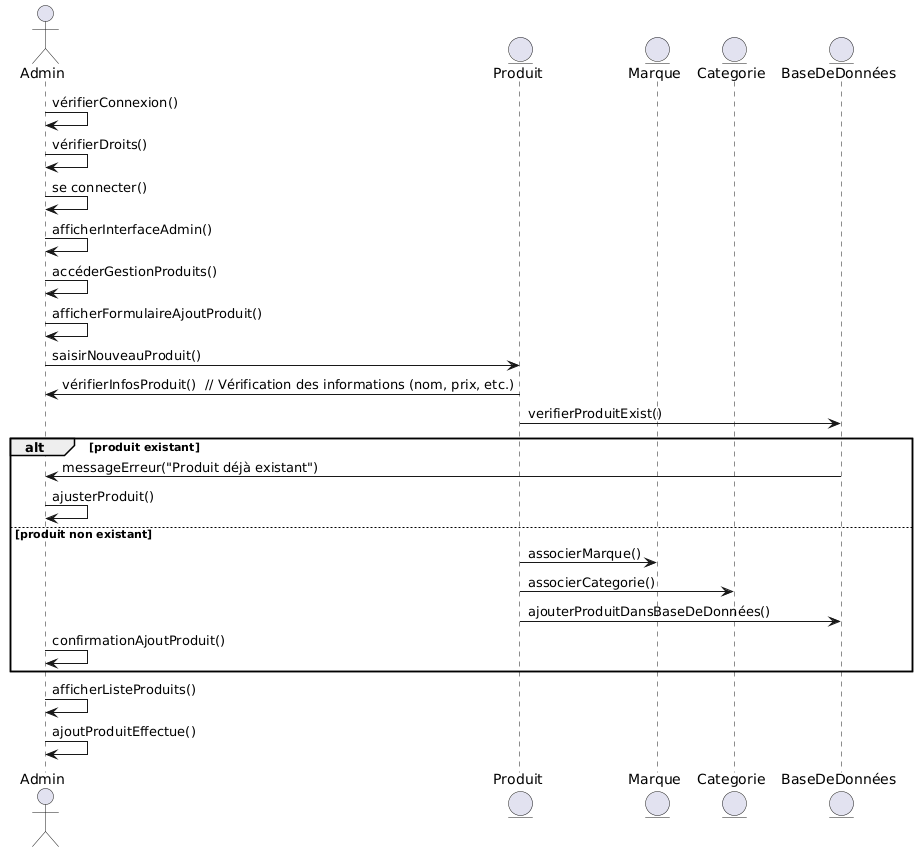 Admin
Produit
Marque
Categorie
BaseDeDonnées
vérifierConnexion()
vérifierDroits()
se connecter()
afficherInterfaceAdmin()
accéderGestionProduits()
afficherFormulaireAjoutProduit()
saisirNouveauProduit()
vérifierInfosProduit()  // Vérification des informations (nom, prix, etc.)
verifierProduitExist()
alt [produit existant]
messageErreur("Produit déjà existant")
ajusterProduit()
[produit non existant]
associerMarque()
associerCategorie()
ajouterProduitDansBaseDeDonnées()
confirmationAjoutProduit()
afficherListeProduits()
ajoutProduitEffectue()
Admin
Produit
Marque
Categorie
BaseDeDonnées